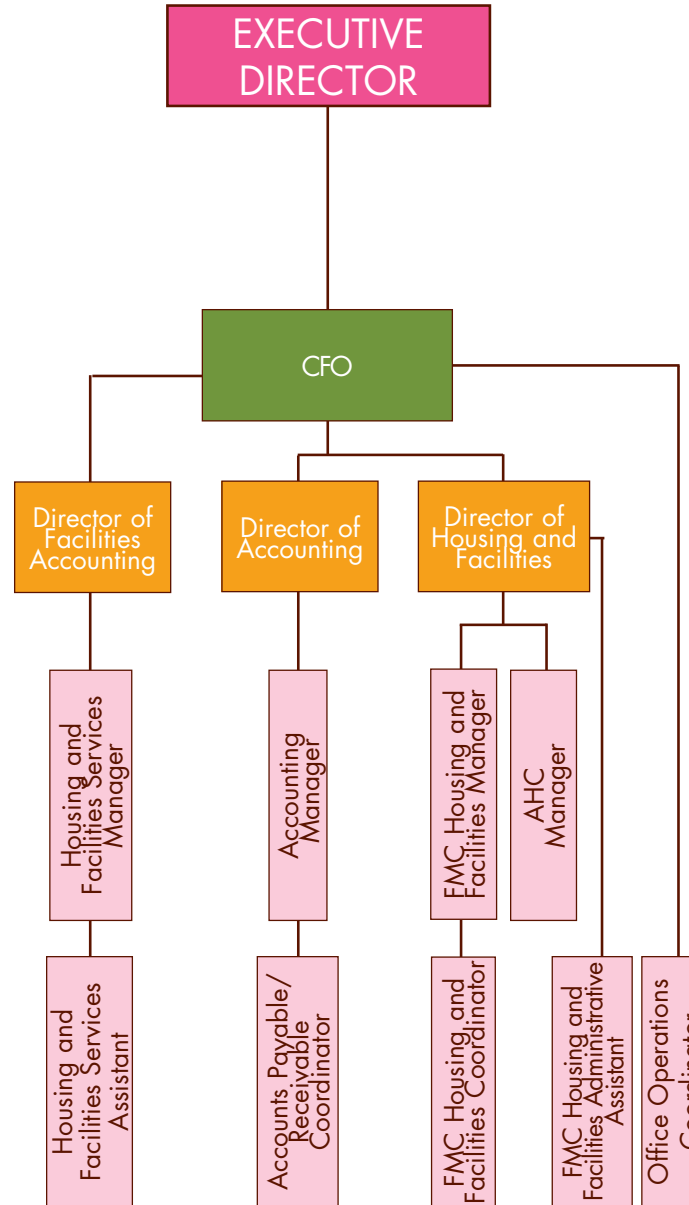 EXECUTIVE
DIRECTOR
CFO
Director of
Facilities
Accounting
Director of
Accounting
Director of
Housing and
Facilities
Housing and
Facilities Services
Manager
Accounting
Manager
FMC Housing and
Facilities Manager
AHC
Manager
Housing and
Facilities Services
Assistant
Accounts Payable/
Receivable
Coordinator
FMC Housing and
Facilities Coordinator
FMC Housing and
Facilities Administrative
Assistant
Office Operations
Coordinator